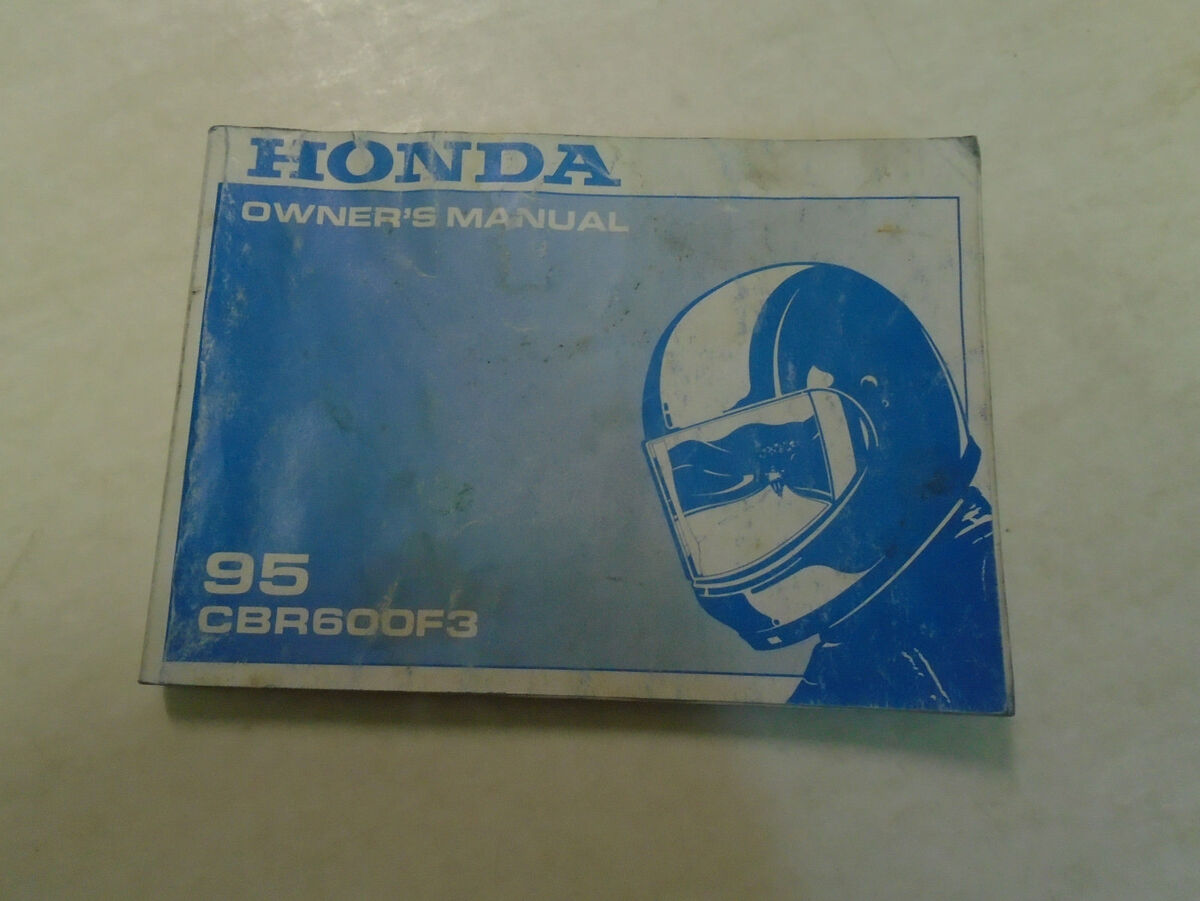 HONDA
OWNER'S MANUAL
95
CBR600F3